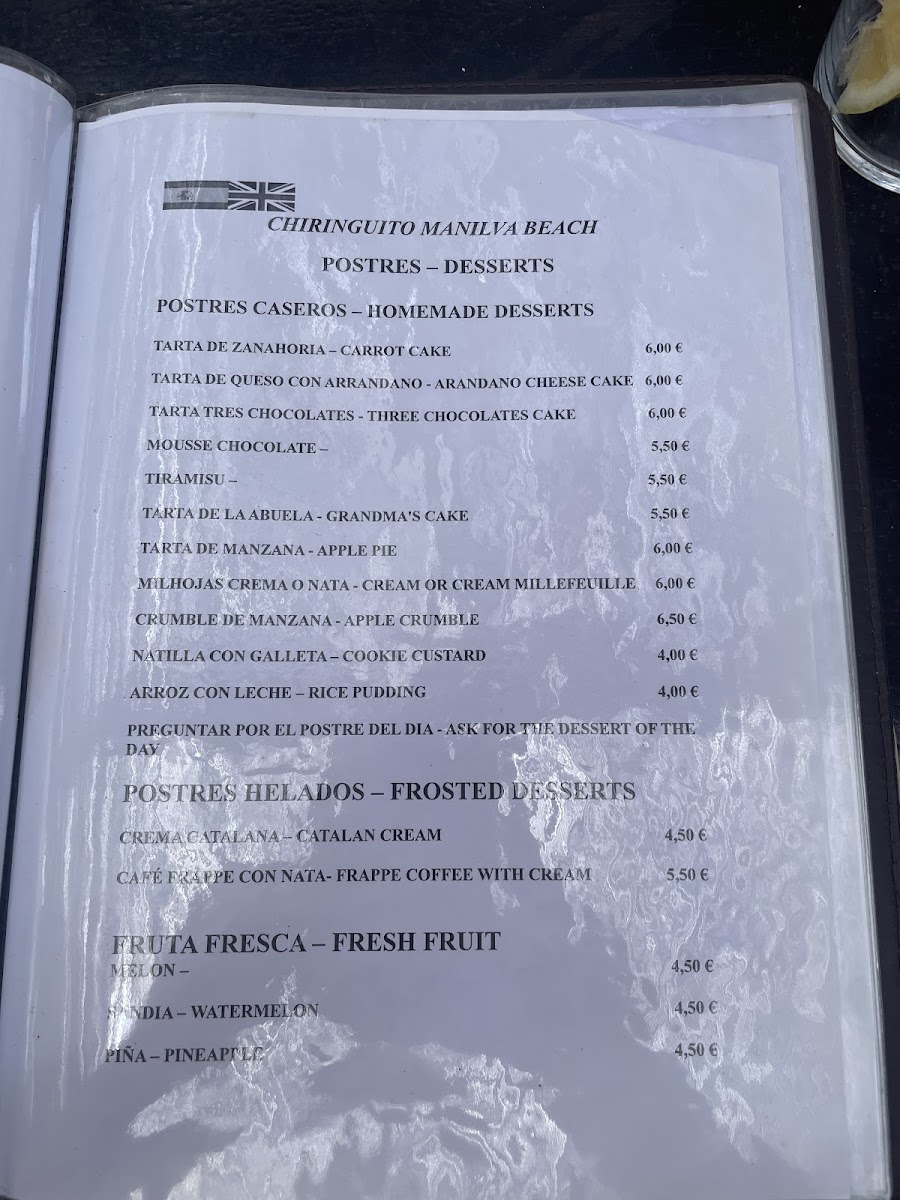 CHIRINGUITO MANILVA BEACH
POSTRES – DESSERTS
POSTRES CASEROS – HOMEMADE DESSERTS
TARTA DE ZANAHORIA – CARROT CAKE 6,00 €
TARTA DE QUESO CON ARRANDANO - ARANDANO CHEESE CAKE 6,00 €
TARTA TRES CHOCOLATES - THREE CHOCOLATES CAKE 6,00 €
MOUSSE CHOCOLATE – 5,50 €
TIRAMISU – 5,50 €
TARTA DE LA ABUELA - GRANDMA'S CAKE 5,50 €
TARTA DE MANZANA - APPLE PIE 6,00 €
MILHOJAS CREMA O NATA - CREAM OR CREAM MILLEFEUILLE 6,00 €
CRUMBLE DE MANZANA - APPLE CRUMBLE 6,50 €
NATILLA CON GALLETA – COOKIE CUSTARD 4,00 €
ARROZ CON LECHE – RICE PUDDING 4,00 €
PREGUNTAR POR EL POSTRE DEL DIA - ASK FOR THE DESSERT OF THE
DAY
POSTRES HELADOS – FROSTED DESSERTS
CREMA CATALANA – CATALAN CREAM 4,50 €
CAFÉ FRAPPE CON NATA- FRAPPE COFFEE WITH CREAM 5,50 €
FRUTA FRESCA – FRESH FRUIT
MELON – 4,50 €
SANDIA – WATERMELON 4,50 €
PIÑA – PINEAPPLE 4,50 €